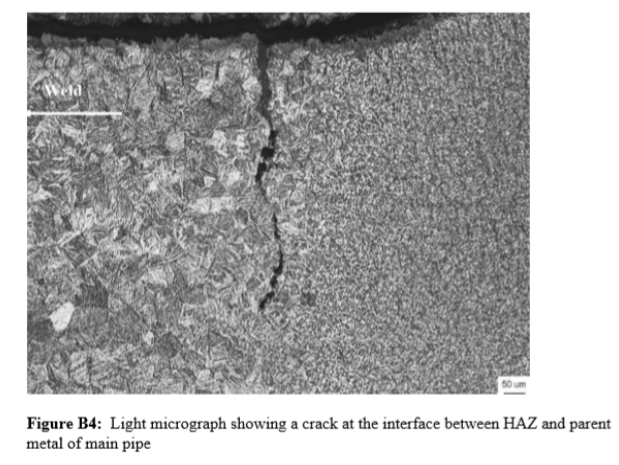 Weld
50 um
Figure B4: Light micrograph showing a crack at the interface between HAZ and parent
metal of main pipe